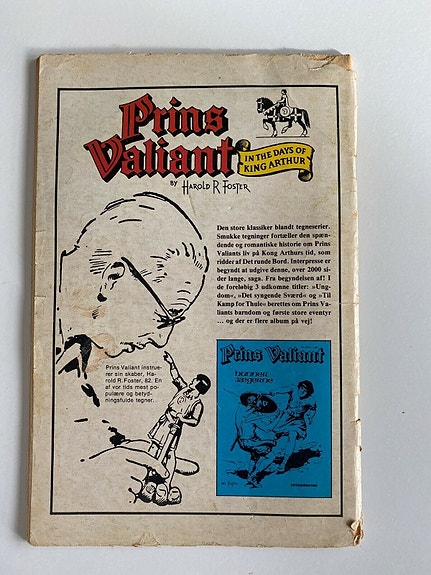 Prins
Valiant
IN THE DAYS OF
KING ARTHUR
BY HAROLD R FOSTER
Den store klassiker blandt tegneserier.
Smukke tegninger fortæller den spæn-
dende og romantiske historie om Prins
Valiants liv på Kong Arthurs tid, som
ridder af Det runde Bord. Interpresse er
begyndt at udgive denne, over 2000 si-
der lange, saga. Fra begyndelsen af! I
de foreløbig 3 udkomne titler: »Ung-
dom«, »Det syngende Sværd« og »Til
Kamp for Thule« berettes om Prins Va-
liants barndom og første store eventyr
... og der er flere album på vej!
Prins Valiant instrue-
rer sin skaber, Ha-
rold R. Foster, 82. En
af vor tids mest po-
pulære og betyd-
ningsfulde tegner.
Prins Valiant
hunner
jægerne